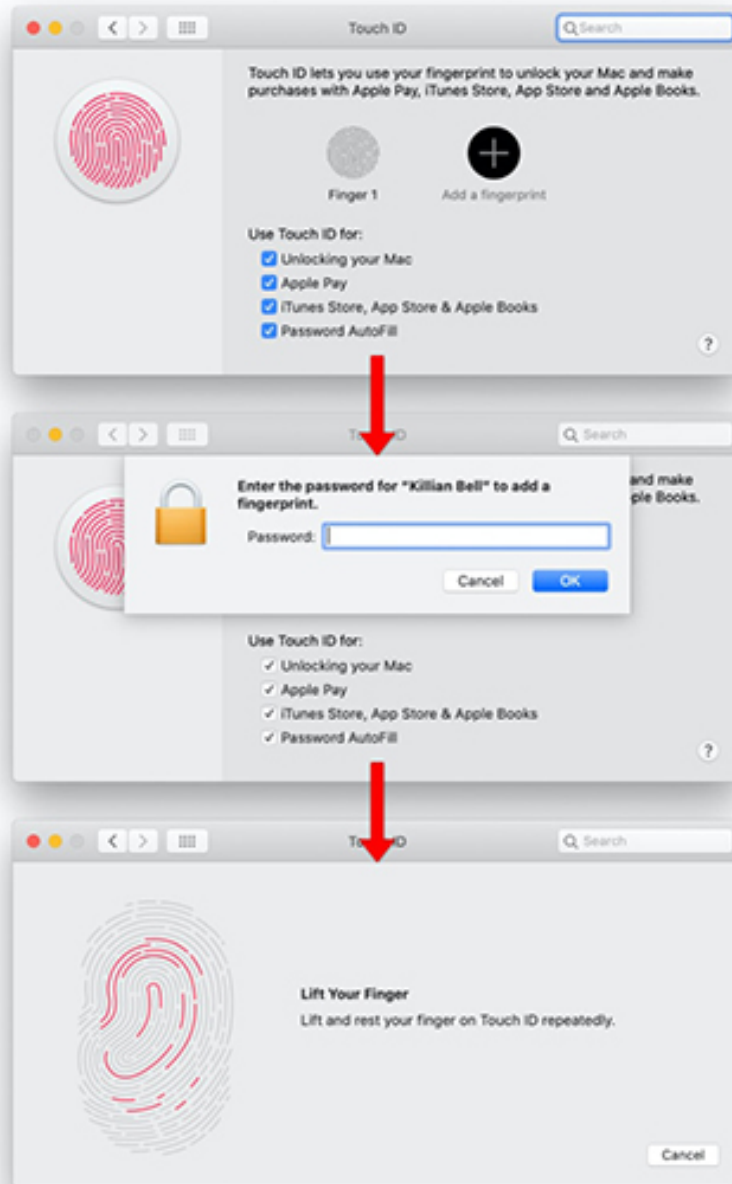 Touch ID
Search
Touch ID lets you use your fingerprint to unlock your Mac and make
purchases with Apple Pay, iTunes Store, App Store and Apple Books.
Finger 1
Add a fingerprint
Use Touch ID for:
Unlocking your Mac
Apple Pay
iTunes Store, App Store & Apple Books
Password AutoFill
?
Search
Enter the password for "Killian Bell" to add a
fingerprint.
and make
ple Books.
Password:
Cancel
OK
Use Touch ID for:
Unlocking your Mac
Apple Pay
iTunes Store, App Store & Apple Books
Password AutoFill
?
Search
Lift Your Finger
Lift and rest your finger on Touch ID repeatedly.
Cancel